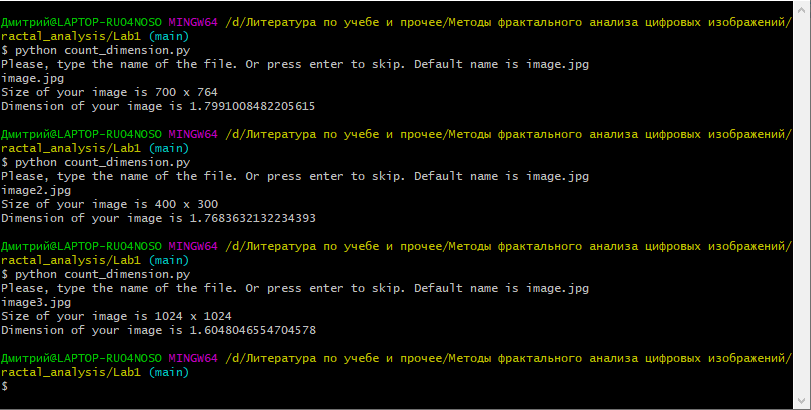 Дмитрий@LAPTOP-RUO4NOSO MINGW64 /d/Литература по учебе и прочее/Методы фрактального анализа цифровых изображений/
ractal_analysis/Lab1 (main)
$ python count_dimension.py
Please, type the name of the file. Or press enter to skip. Default name is image.jpg
image.jpg
Size of your image is 700 x 764
Dimension of your image is 1.7991008482205615
Дмитрий@LAPTOP-RUO4NOSO MINGW64 /d/Литература по учебе и прочее/Методы фрактального анализа цифровых изображений/
ractal_analysis/Lab1 (main)
$ python count_dimension.py
Please, type the name of the file. Or press enter to skip. Default name is image.jpg
image2.jpg
Size of your image is 400 x 300
Dimension of your image is 1.7683632132234393
Дмитрий@LAPTOP-RUO4NOSO MINGW64 /d/Литература по учебе и прочее/Методы фрактального анализа цифровых изображений/
ractal_analysis/Lab1 (main)
$ python count_dimension.py
Please, type the name of the file. Or press enter to skip. Default name is image.jpg
image3.jpg
Size of your image is 1024 x 1024
Dimension of your image is 1.6048046554704578
Дмитрий@LAPTOP-RUO4NOSO MINGW64 /d/Литература по учебе и прочее/Методы фрактального анализа цифровых изображений/
ractal_analysis/Lab1 (main)
$